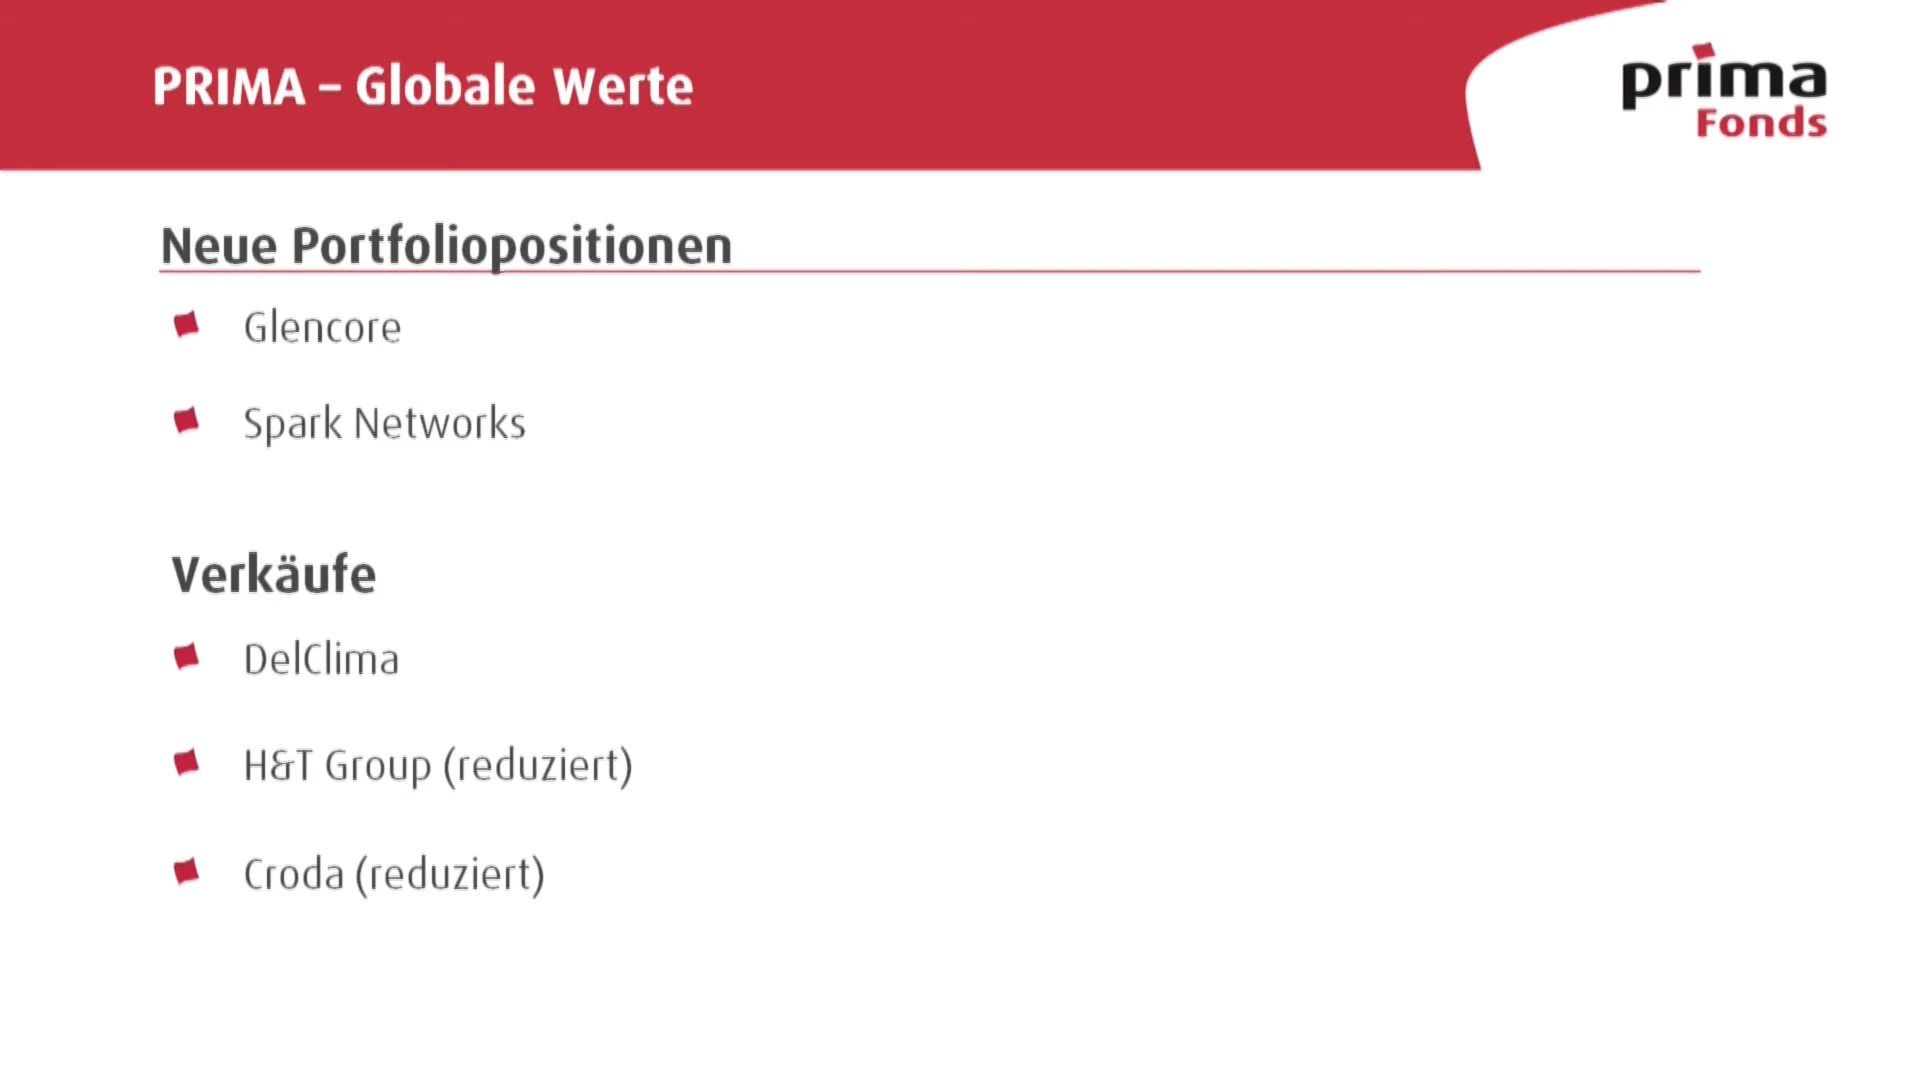 PRIMA – Globale Werte
prima
Fonds
Neue Portfoliopositionen
Glencore
Spark Networks
Verkäufe
DelClima
H&T Group (reduziert)
Croda (reduziert)